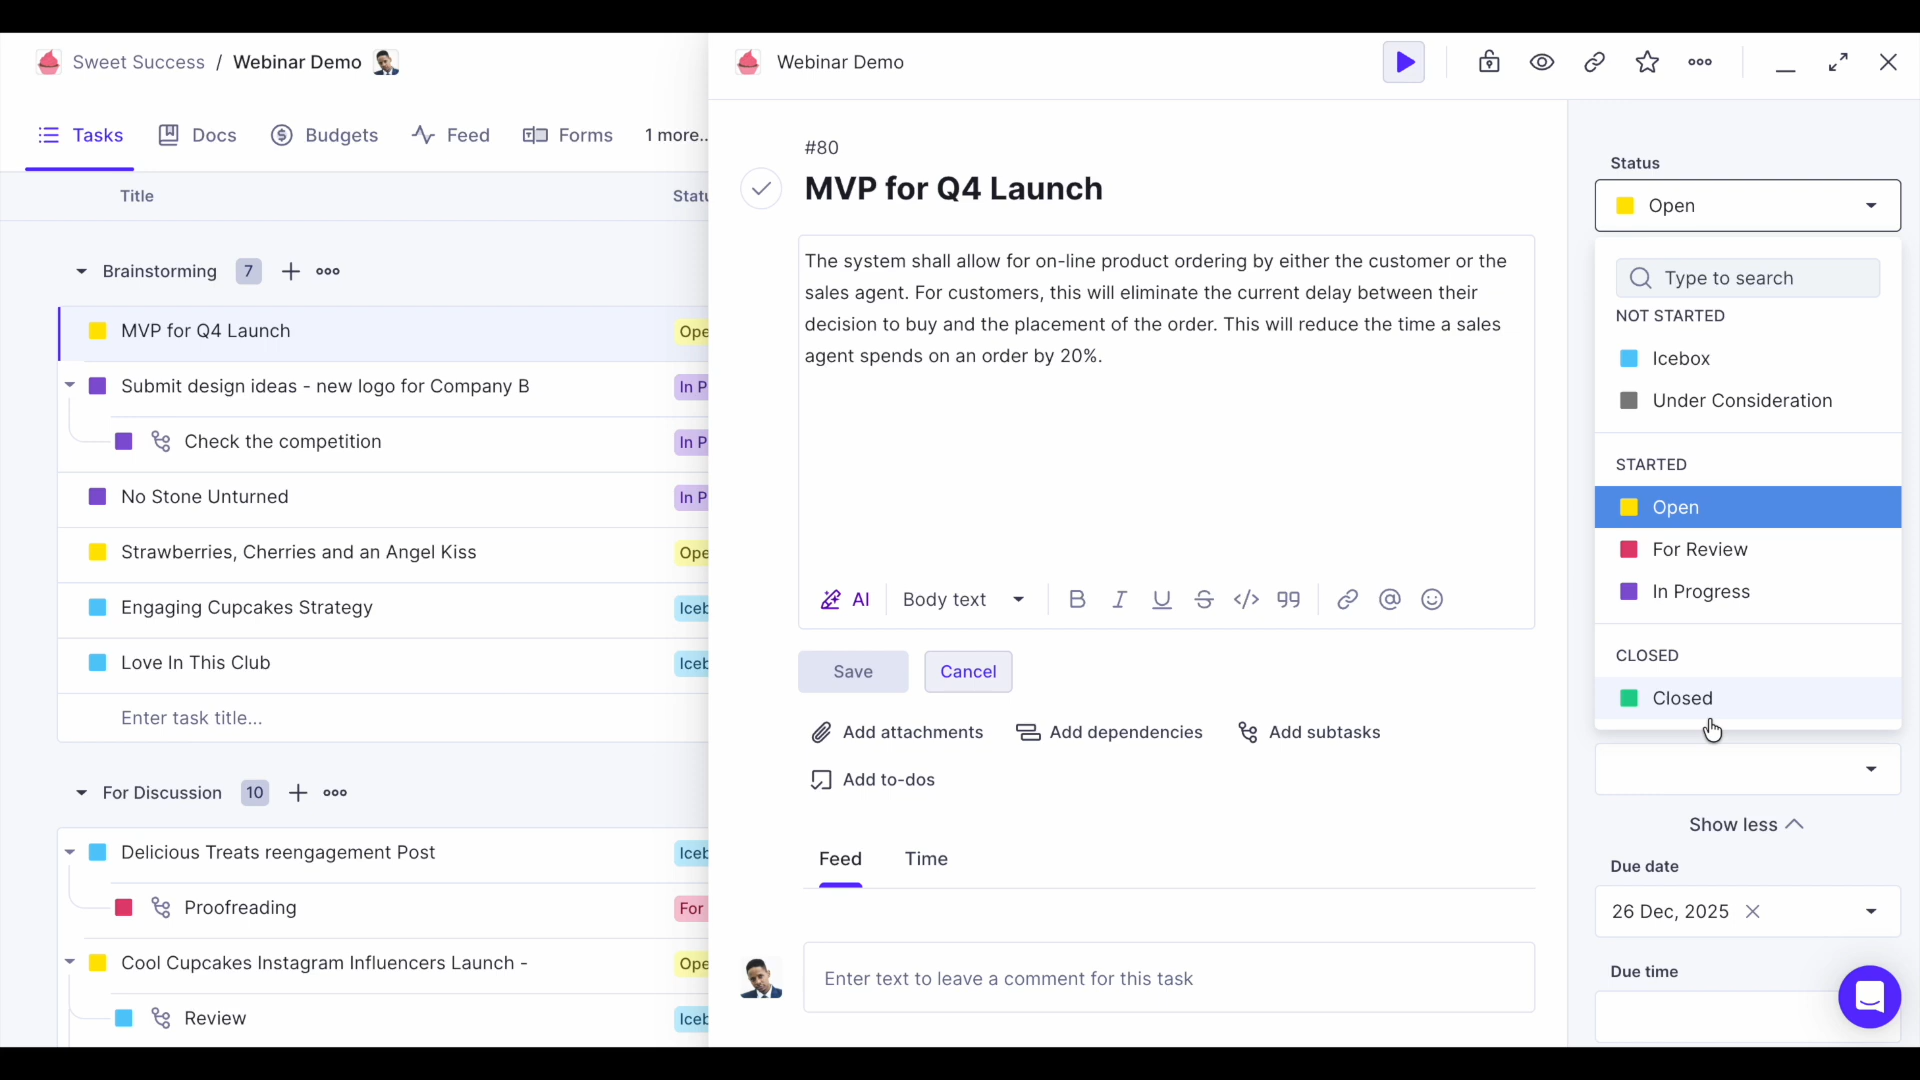 Sweet Success / Webinar Demo
Tasks Docs Budgets Feed Forms 1 more..
Title Statu
Brainstorming 7
MVP for Q4 Launch Ope
Submit design ideas - new logo for Company B In P
Check the competition In P
No Stone Unturned In P
Strawberries, Cherries and an Angel Kiss Ope
Engaging Cupcakes Strategy Iceb
Love In This Club Iceb
Enter task title...
For Discussion 10
Delicious Treats reengagement Post Iceb
Proofreading For
Cool Cupcakes Instagram Influencers Launch - Ope
Review Iceb
Webinar Demo
#80
MVP for Q4 Launch
The system shall allow for on-line product ordering by either the customer or the
sales agent. For customers, this will eliminate the current delay between their
decision to buy and the placement of the order. This will reduce the time a sales
agent spends on an order by 20%.
AI Body text B I U S </> 99 @
Save Cancel
Add attachments Add dependencies Add subtasks
Add to-dos
Feed Time
Enter text to leave a comment for this task
Status
Open
Type to search
NOT STARTED
Icebox
Under Consideration
STARTED
Open
For Review
In Progress
CLOSED
Closed
Show less
Due date
26 Dec, 2025
Due time